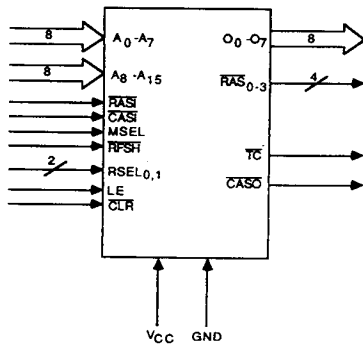 8 A0-A7 O0-O7 8
8 A8-A15 RAS0-3 4
RASI
CASI
MSEL
RFSH TC
2 RSEL0,1
LE CASO
CLR
VCC GND